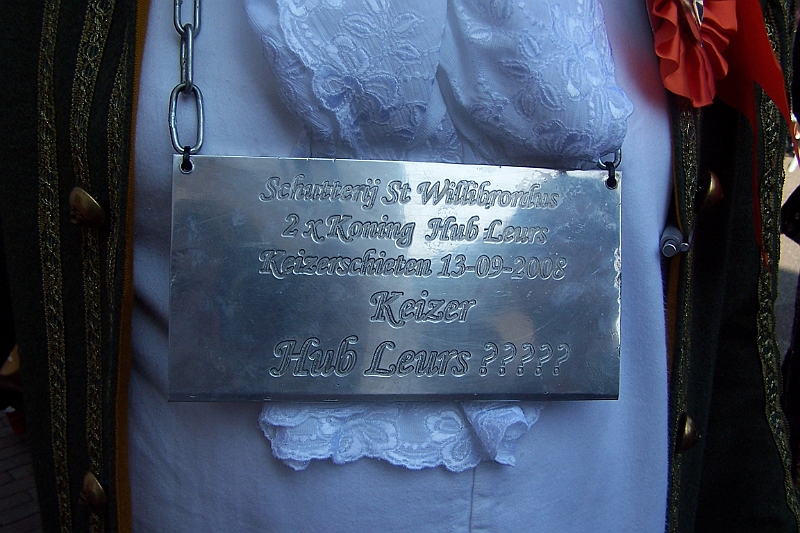 Schutterij St Willibrordus
2 x Koning Hub Leurs
Keizerschieten 13-09-2008
Keizer
Hub Leurs ?????